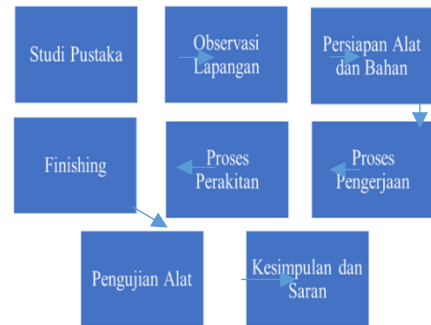 Studi Pustaka
Observasi
Lapangan
Persiapan Alat
dan Bahan
Finishing
Proses
Perakitan
Proses
Pengerjaan
Pengujian Alat
Kesimpulan dan
Saran